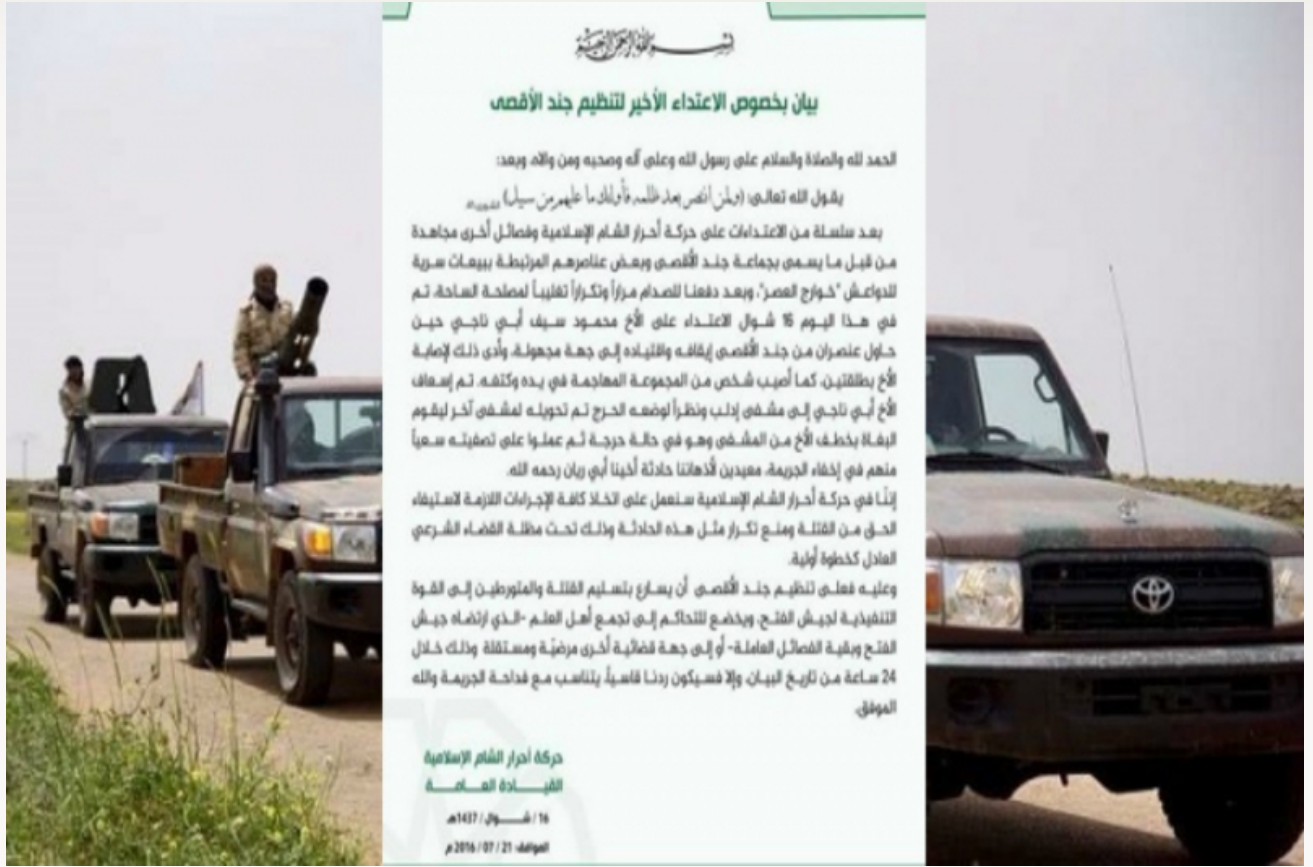 بسم الله الرحمن الرحيم
بيان بخصوص الاعتداء الأخير لتنظيم جند الأقصى
الحمد لله والصلاة والسلام على رسول الله وعلى آله وصحبه ومن والاه، وبعد:
يقول الله تعالى: (ولمن انتصر بعد ظلمه فأولئك ما عليهم من سبيل)
بعد سلسلة من الاعتداءات على حركة أحرار الشام الإسلامية وفصائل أخرى مجاهدة
من قبل ما يسمى بجماعة جند الأقصى وبعض عناصرهم المرتبطة ببيعات سرية
للدواعش "خوارج العصر"، وبعد دفعنا للصدام مراراً وتكراراً تغليباً لمصلحة الساحة، تم
في هذا اليوم 16 شوال الاعتداء على الأخ محمود سيف أبي ناجي حين
حاول عنصران من جند الأقصى إيقافه واقتياده إلى جهة مجهولة، وأدى ذلك لإصابة
الأخ بطلقتين، كما أصيب شخص من المجموعة المهاجمة في يده وكتفه. تم إسعاف
الأخ أبي ناجي إلى مشفى إدلب ونظراً لوضعه الحرج تم تحويله لمشفى آخر ليقوم
البغاة بخطف الأخ من المشفى وهو في حالة حرجة ثم عملوا على تصفيته سعياً
منهم في إخفاء الجريمة، معيدين لأذهاننا حادثة أخينا أبي ريان رحمه الله.
إننا في حركة أحرار الشام الإسلامية سنعمل على اتخاذ كافة الإجراءات اللازمة لاستيفاء
الحق من القتلة ومنع تكرار مثل هذه الحادثة وذلك تحت مظلة القضاء الشرعي
العادل كخطوة أولية.
وعليه فعلى تنظيم جند الأقصى أن يسارع بتسليم القتلة والمتورطين إلى القوة
التنفيذية لجيش الفتح، ويخضع للتحاكم إلى تجمع أهل العلم -الذي ارتضاه جيش
الفتح وبقية الفصائل العاملة- أو إلى جهة قضائية أخرى مرضيّة ومستقلة وذلك خلال
24 ساعة من تاريخ البيان، وإلا فسيكون ردنا قاسياً، يتناسب مع فداحة الجريمة والله
الموفق.
حركة أحرار الشام الإسلامية
القيادة العامة
16 / شوال / 1437هـ
الموافق: 21 / 07 / 2016 م